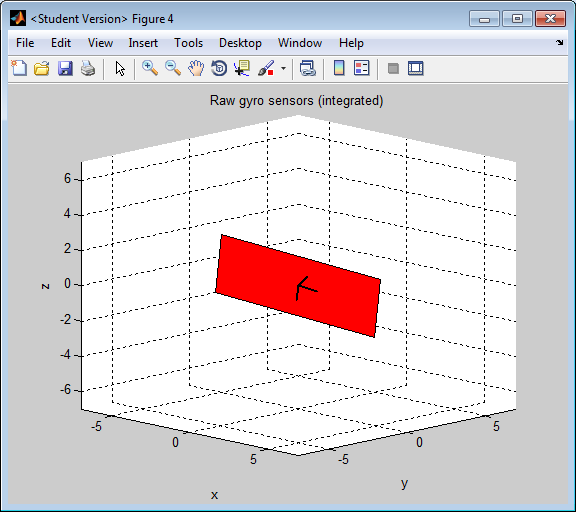 <Student Version> Figure 4
File Edit View Insert Tools Desktop Window Help
Raw gyro sensors (integrated)
6
4
2
0
-2
-4
-6
z
-5
0
5
x
-5
0
5
y